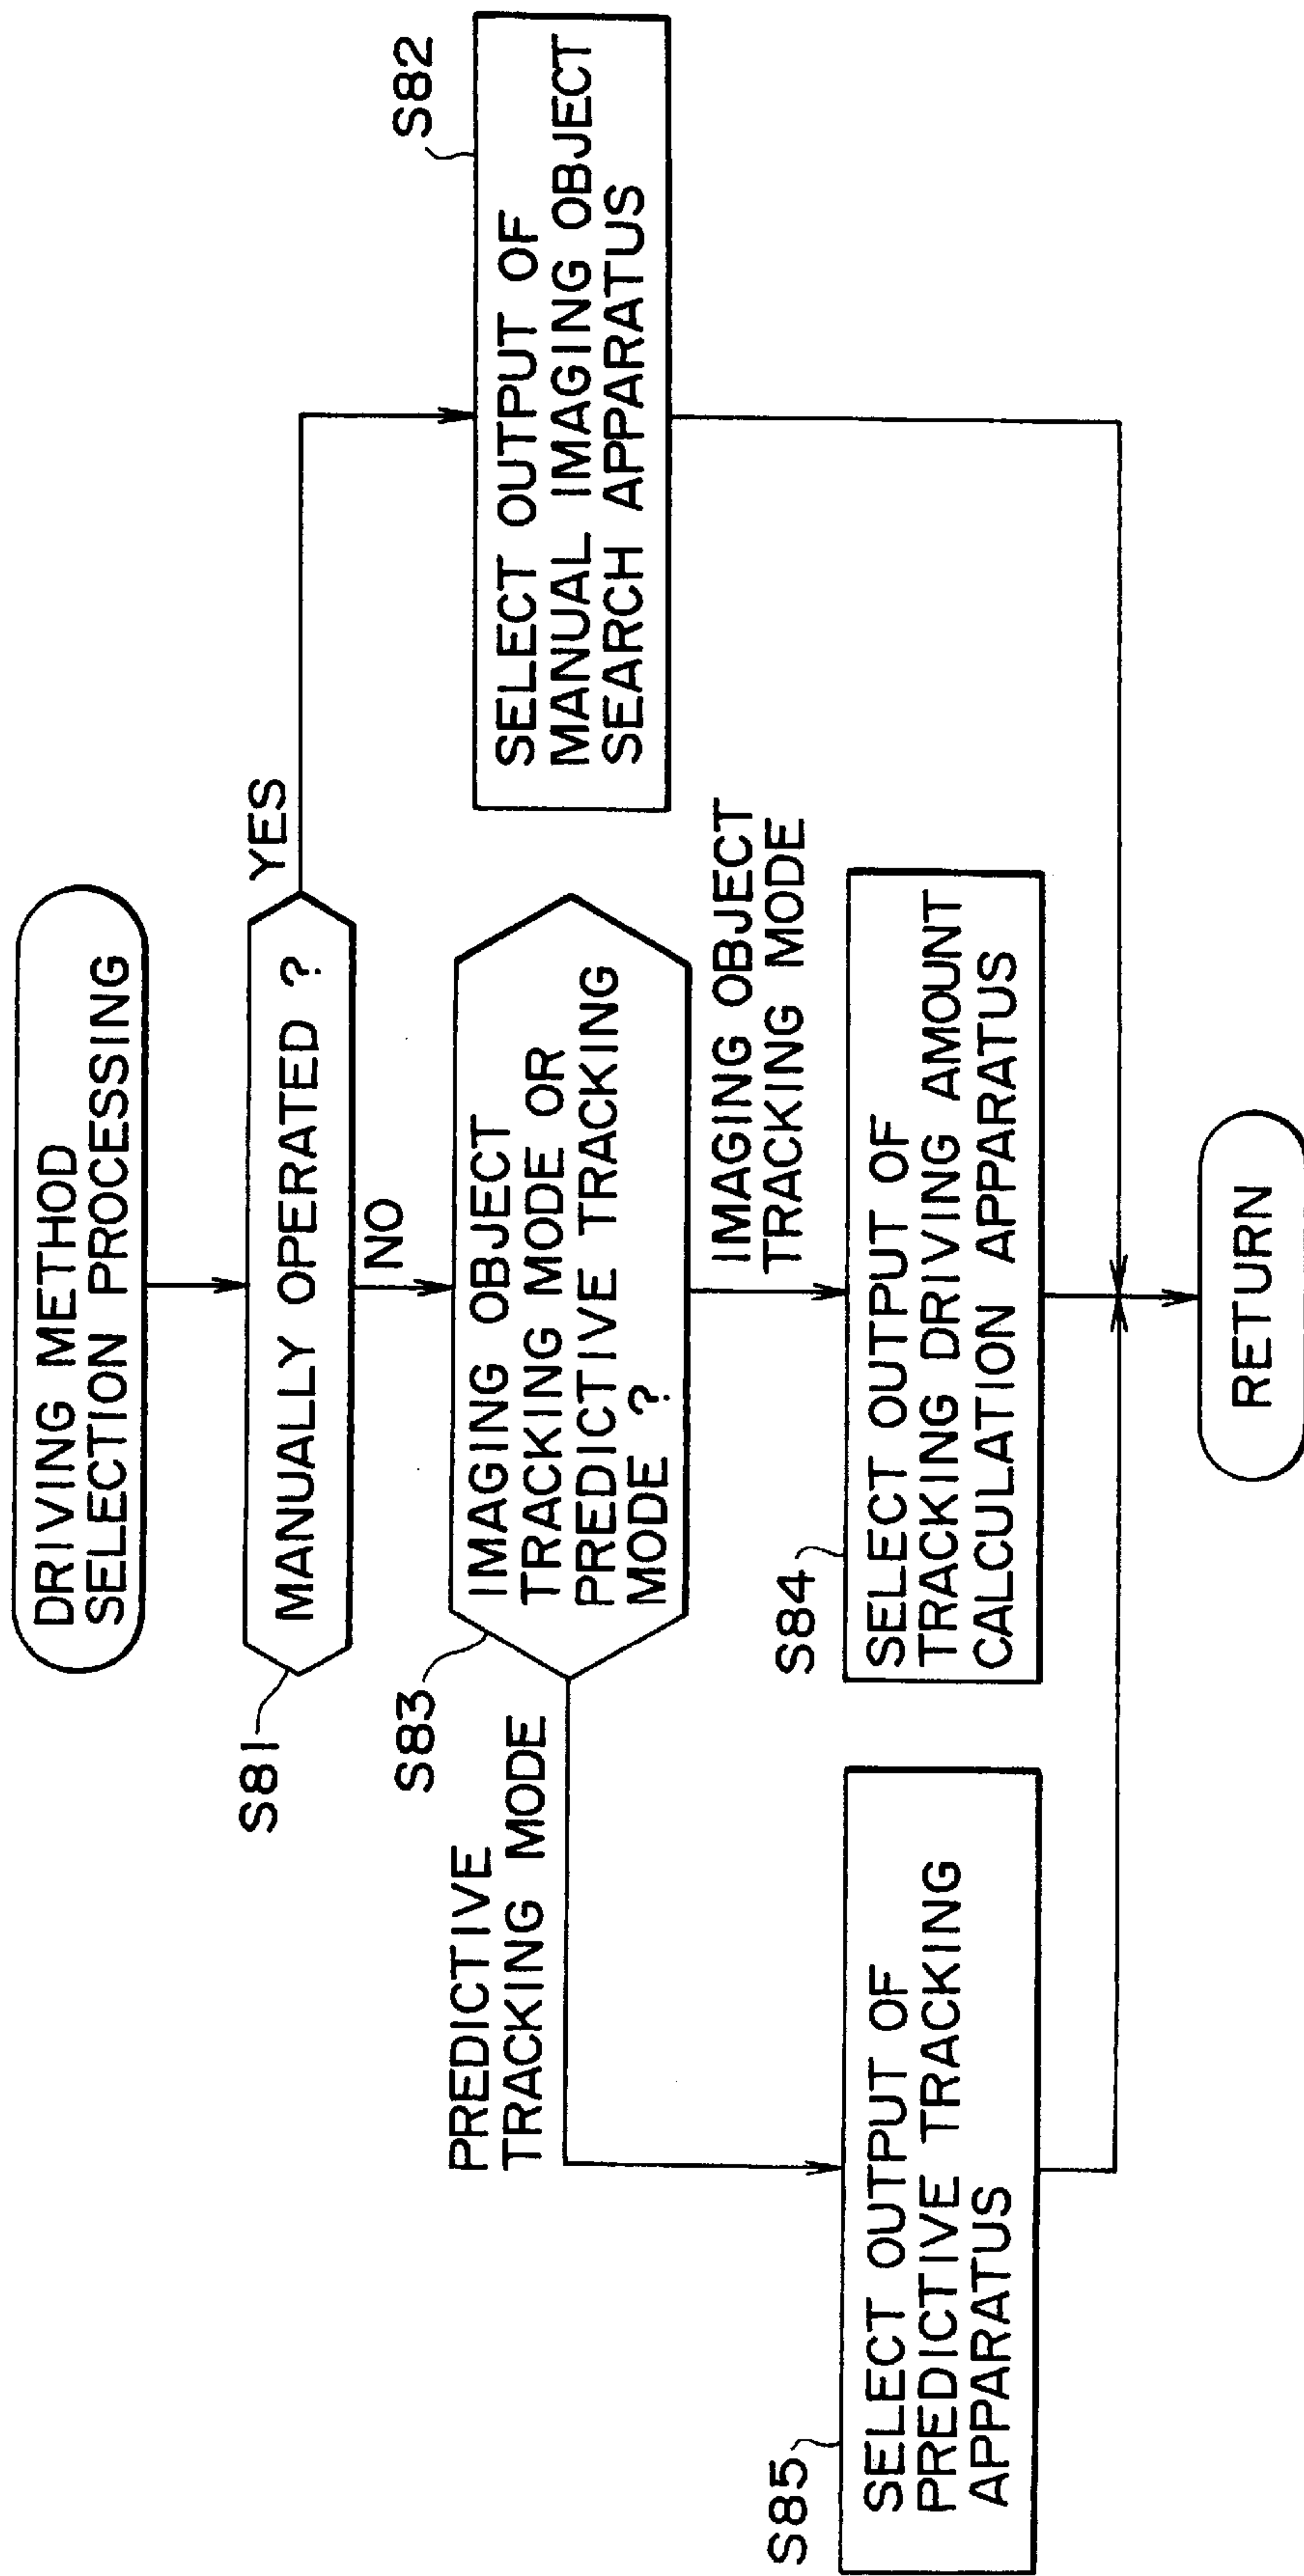 DRIVING METHOD
SELECTION PROCESSING
S81
MANUALLY OPERATED ?
YES
NO
S82
SELECT OUTPUT OF
MANUAL IMAGING OBJECT
SEARCH APPARATUS
S83
IMAGING OBJECT
TRACKING MODE OR
PREDICTIVE TRACKING
MODE ?
PREDICTIVE
TRACKING MODE
IMAGING OBJECT
TRACKING MODE
S84
SELECT OUTPUT OF
TRACKING DRIVING AMOUNT
CALCULATION APPARATUS
S85
SELECT OUTPUT OF
PREDICTIVE TRACKING
APPARATUS
RETURN